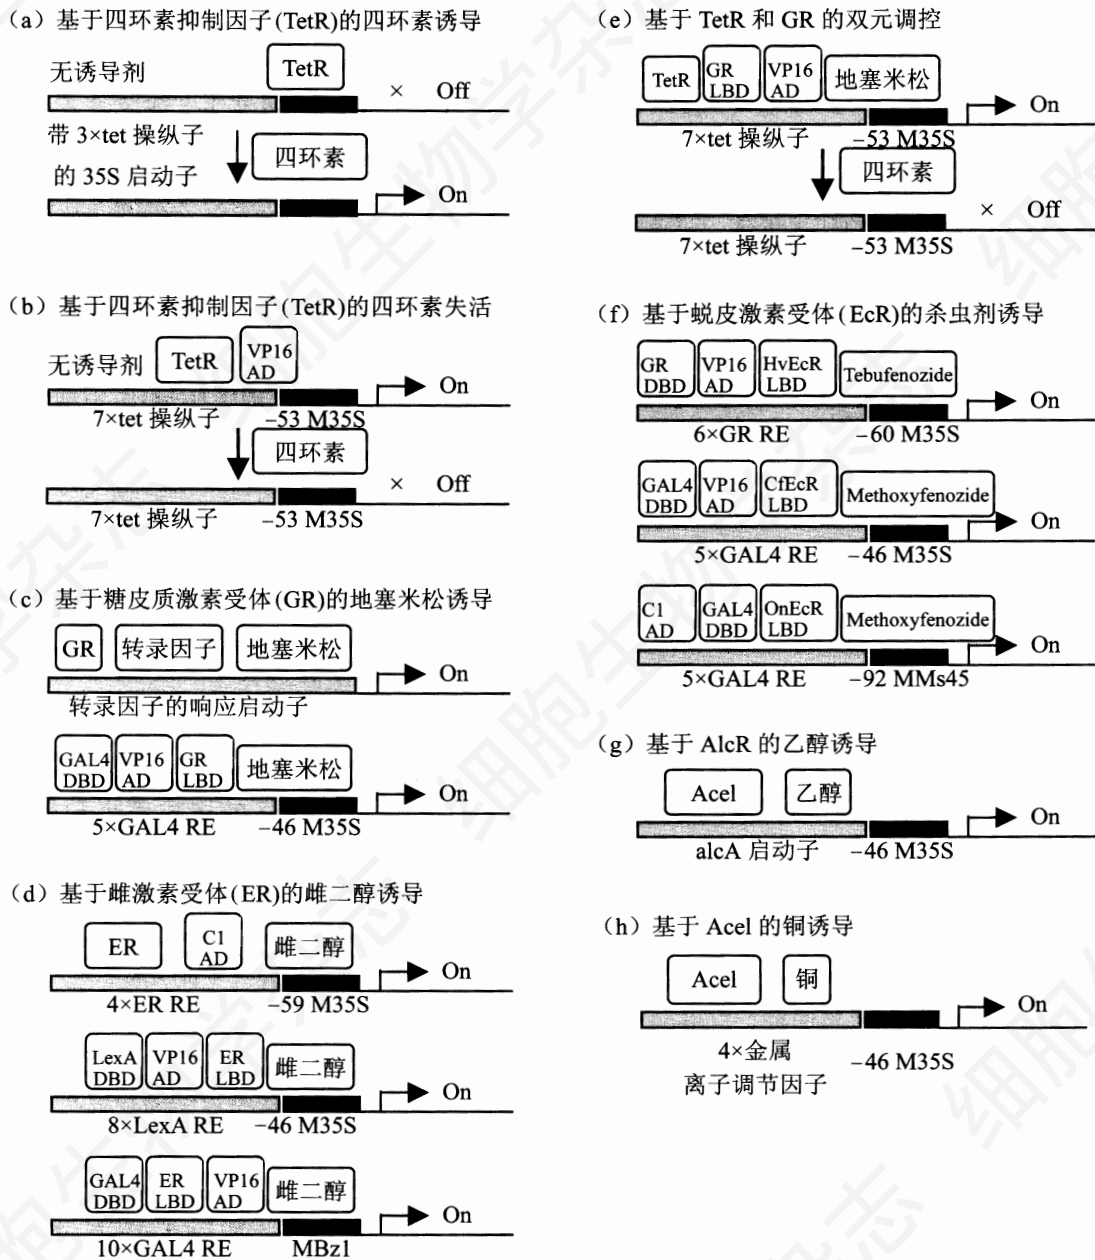 (a) 基于四环素抑制因子(TetR)的四环素诱导
无诱导剂
TetR
× Off
带 3×tet 操纵子
的 35S 启动子
四环素
On
(b) 基于四环素抑制因子(TetR)的四环素失活
无诱导剂
TetR
VP16
AD
On
7×tet 操纵子
-53 M35S
四环素
× Off
7×tet 操纵子
-53 M35S
(c) 基于糖皮质激素受体(GR)的地塞米松诱导
GR
转录因子
地塞米松
On
转录因子的响应启动子
GAL4
DBD
VP16
AD
GR
LBD
地塞米松
On
5×GAL4 RE
-46 M35S
(d) 基于雌激素受体(ER)的雌二醇诱导
ER
C1
AD
雌二醇
On
4×ER RE
-59 M35S
LexA
DBD
VP16
AD
ER
LBD
雌二醇
On
8×LexA RE
-46 M35S
GAL4
DBD
ER
LBD
VP16
AD
雌二醇
On
10×GAL4 RE
MBz1
(e) 基于 TetR 和 GR 的双元调控
TetR
GR
LBD
VP16
AD
地塞米松
On
7×tet 操纵子
-53 M35S
四环素
× Off
7×tet 操纵子
-53 M35S
(f) 基于蜕皮激素受体(EcR)的杀虫剂诱导
GR
DBD
VP16
AD
HvEcR
LBD
Tebufenozide
On
6×GR RE
-60 M35S
GAL4
DBD
VP16
AD
CfEcR
LBD
Methoxyfenozide
On
5×GAL4 RE
-46 M35S
C1
AD
GAL4
DBD
OnEcR
LBD
Methoxyfenozide
On
5×GAL4 RE
-92 MMs45
(g) 基于 AlcR 的乙醇诱导
Acel
乙醇
On
alcA 启动子
-46 M35S
(h) 基于 Acel 的铜诱导
Acel
铜
On
4×金属
离子调节因子
-46 M35S
细胞生物学杂志